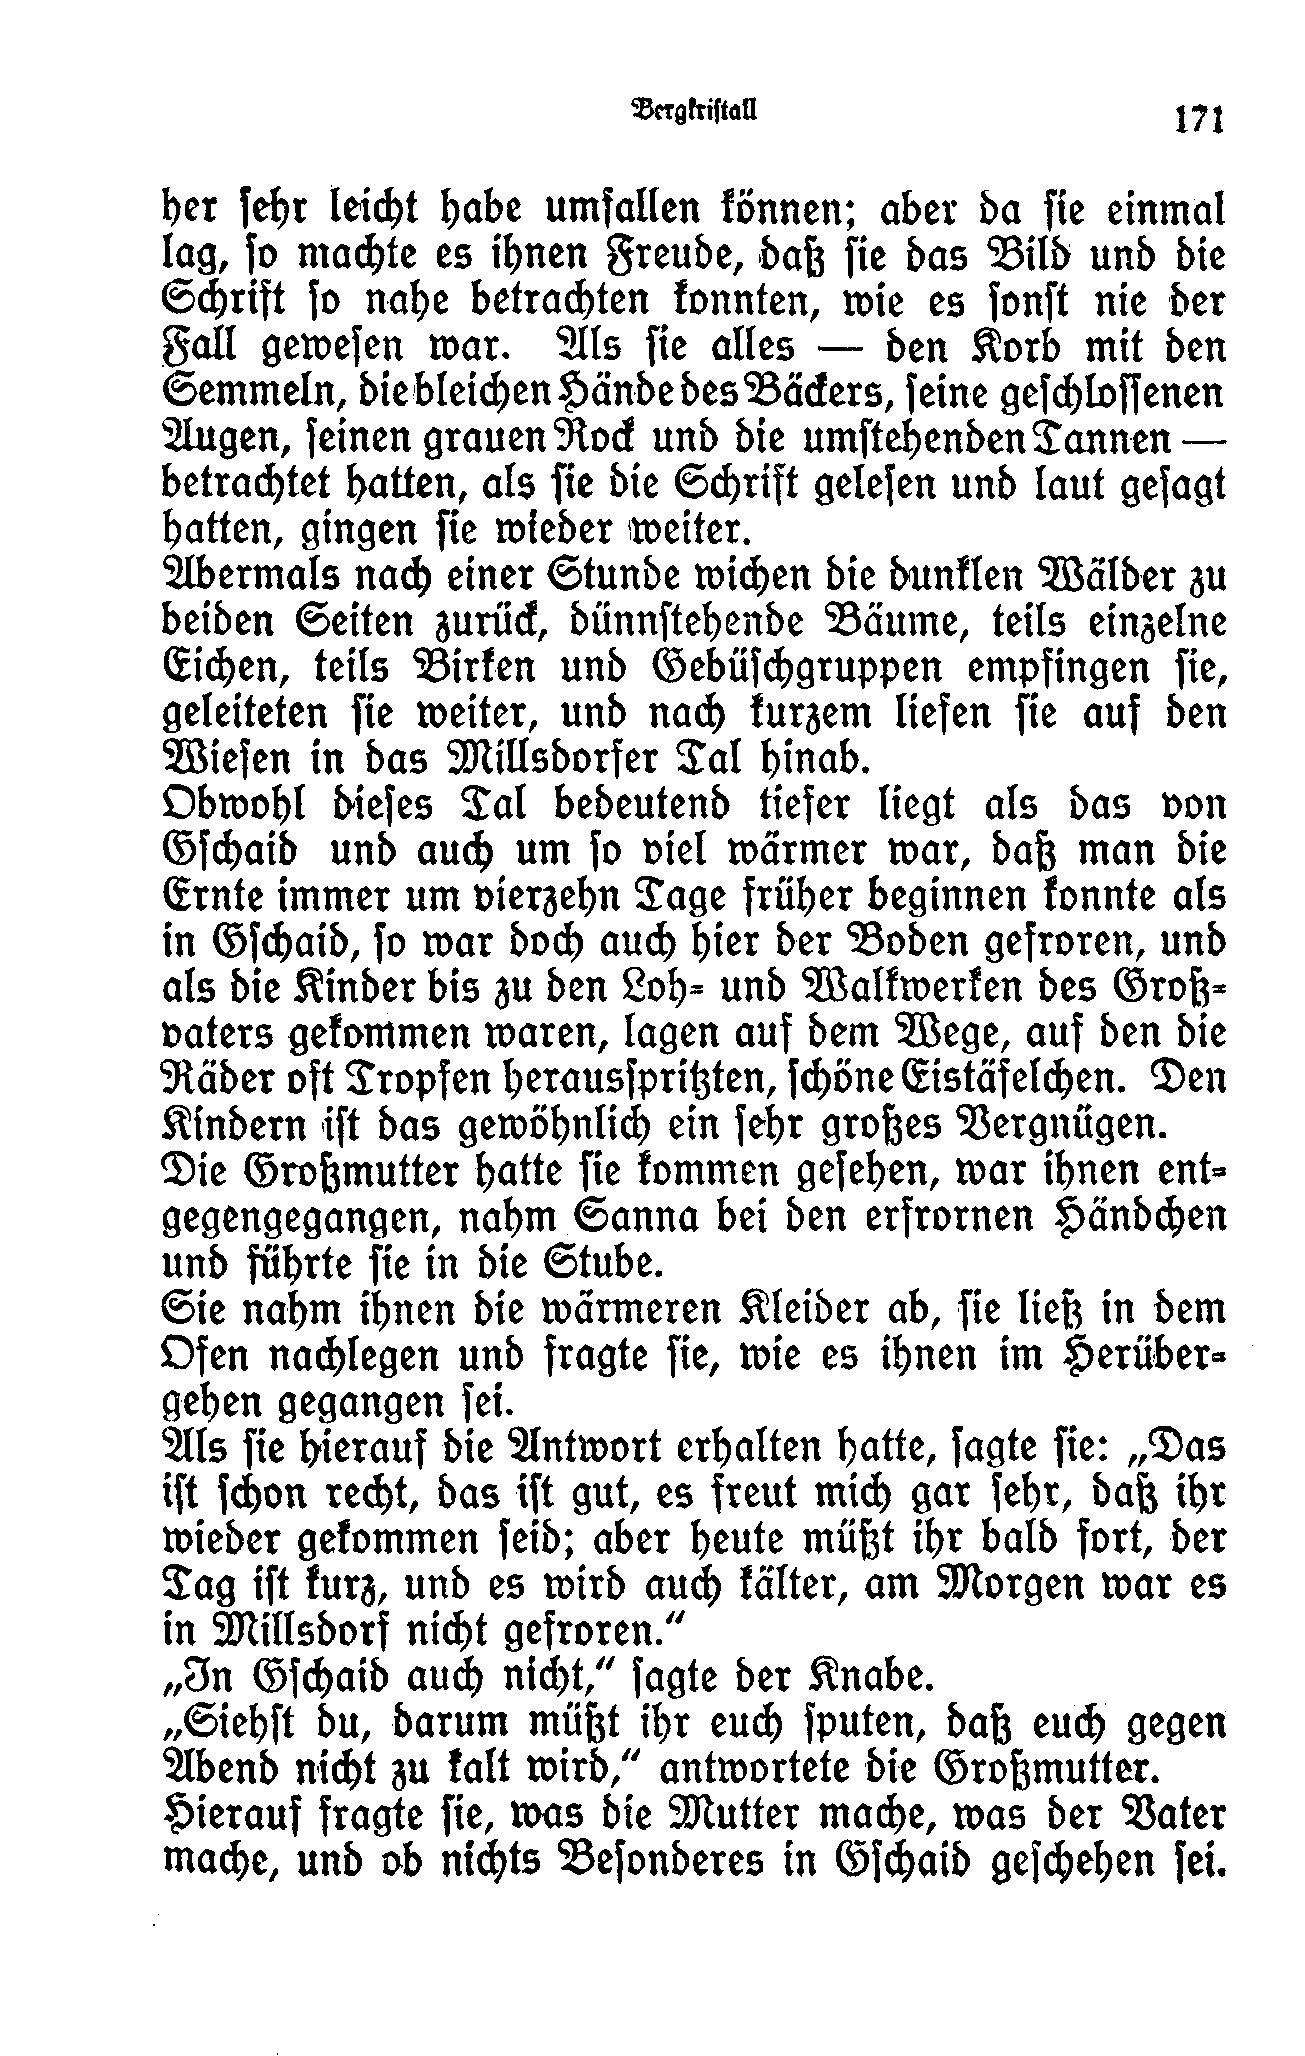 Bergkristall 171
her sehr leicht habe umfallen können; aber da sie einmal
lag, so machte es ihnen Freude, daß sie das Bild und die
Schrift so nahe betrachten konnten, wie es sonst nie der
Fall gewesen war. Als sie alles — den Korb mit den
Semmeln, die bleichen Hände des Bäckers, seine geschlossenen
Augen, seinen grauen Rock und die umstehenden Tannen —
betrachtet hatten, als sie die Schrift gelesen und laut gesagt
hatten, gingen sie wieder weiter.
Abermals nach einer Stunde wichen die dunklen Wälder zu
beiden Seiten zurück, dünnstehende Bäume, teils einzelne
Eichen, teils Birken und Gebüschgruppen empfingen sie,
geleiteten sie weiter, und nach kurzem liefen sie auf den
Wiesen in das Millsdorfer Tal hinab.
Obwohl dieses Tal bedeutend tiefer liegt als das von
Gschaid und auch um so viel wärmer war, daß man die
Ernte immer um vierzehn Tage früher beginnen konnte als
in Gschaid, so war doch auch hier der Boden gefroren, und
als die Kinder bis zu den Loh- und Walkwerken des Groß-
vaters gekommen waren, lagen auf dem Wege, auf den die
Räder oft Tropfen herausspritzten, schöne Eistäfelchen. Den
Kindern ist das gewöhnlich ein sehr großes Vergnügen.
Die Großmutter hatte sie kommen gesehen, war ihnen ent-
gegengegangen, nahm Sanna bei den erfrornen Händchen
und führte sie in die Stube.
Sie nahm ihnen die wärmeren Kleider ab, sie ließ in dem
Ofen nachlegen und fragte sie, wie es ihnen im Herüber-
gehen gegangen sei.
Als sie hierauf die Antwort erhalten hatte, sagte sie: „Das
ist schon recht, das ist gut, es freut mich gar sehr, daß ihr
wieder gekommen seid; aber heute müßt ihr bald fort, der
Tag ist kurz, und es wird auch kälter, am Morgen war es
in Millsdorf nicht gefroren.“
„In Gschaid auch nicht,“ sagte der Knabe.
„Siehst du, darum müßt ihr euch sputen, daß euch gegen
Abend nicht zu kalt wird,“ antwortete die Großmutter.
Hierauf fragte sie, was die Mutter mache, was der Vater
mache, und ob nichts Besonderes in Gschaid geschehen sei.